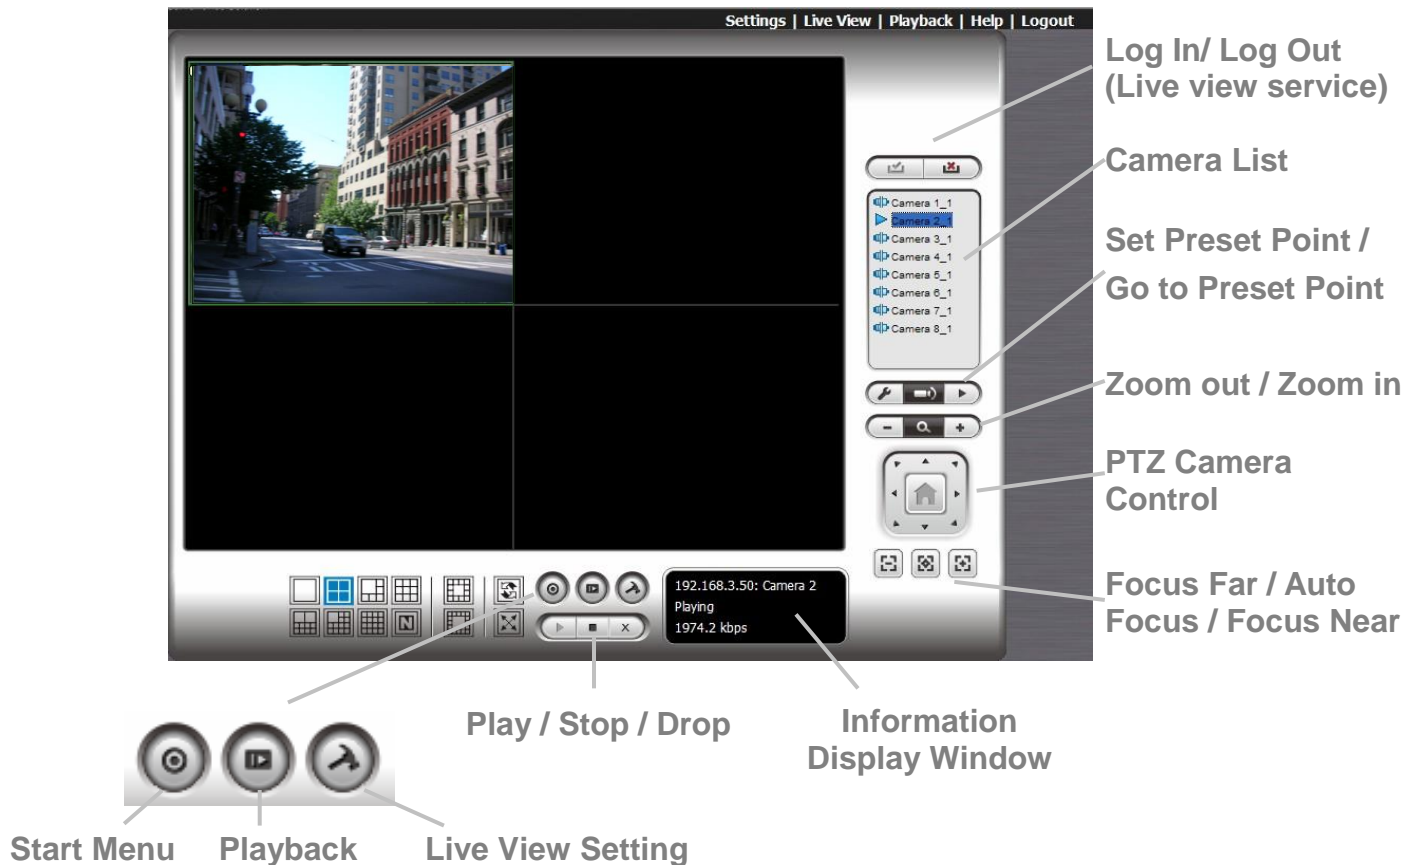 Settings | Live View | Playback | Help | Logout
Log In/ Log Out
(Live view service)
Camera List
Camera 1_1
Camera 2_1
Camera 3_1
Camera 4_1
Camera 5_1
Camera 6_1
Camera 7_1
Camera 8_1
Set Preset Point /
Go to Preset Point
Zoom out / Zoom in
PTZ Camera
Control
Focus Far / Auto
Focus / Focus Near
N
192.168.3.50: Camera 2
Playing
1974.2 kbps
Play / Stop / Drop
Information
Display Window
Start Menu
Playback
Live View Setting